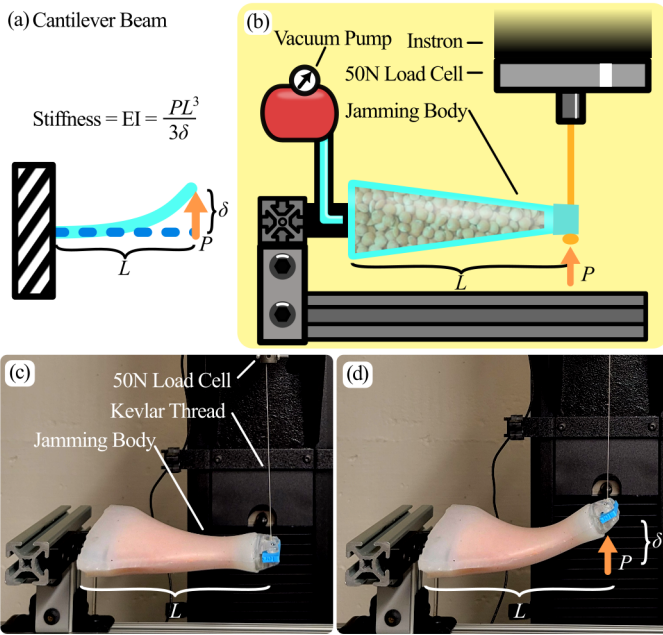 (a) Cantilever Beam
Stiffness = EI = PL³
3δ
δ
P
L
(b)
Vacuum Pump
Instron
50N Load Cell
Jamming Body
L
P
(c)
50N Load Cell
Kevlar Thread
Jamming Body
L
(d)
δ
P
L